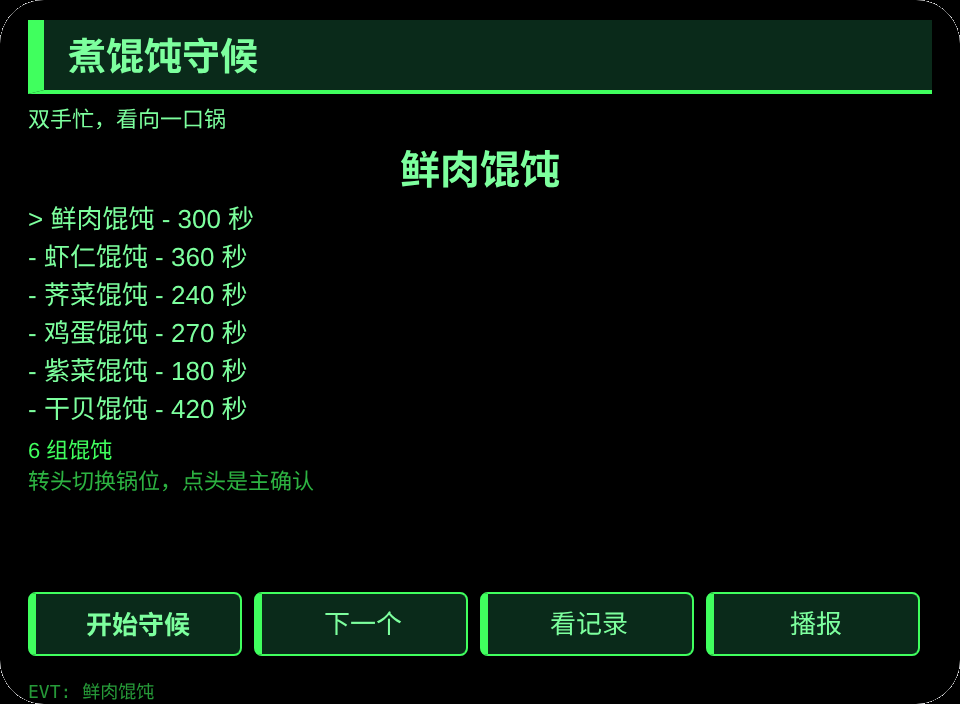 煮馄饨守候
双手忙，看向一口锅
鲜肉馄饨
> 鲜肉馄饨 - 300 秒
- 虾仁馄饨 - 360 秒
- 荠菜馄饨 - 240 秒
- 鸡蛋馄饨 - 270 秒
- 紫菜馄饨 - 180 秒
- 干贝馄饨 - 420 秒
6 组馄饨
转头切换锅位，点头是主确认
开始守候
下一个
看记录
播报
EVT: 鲜肉馄饨